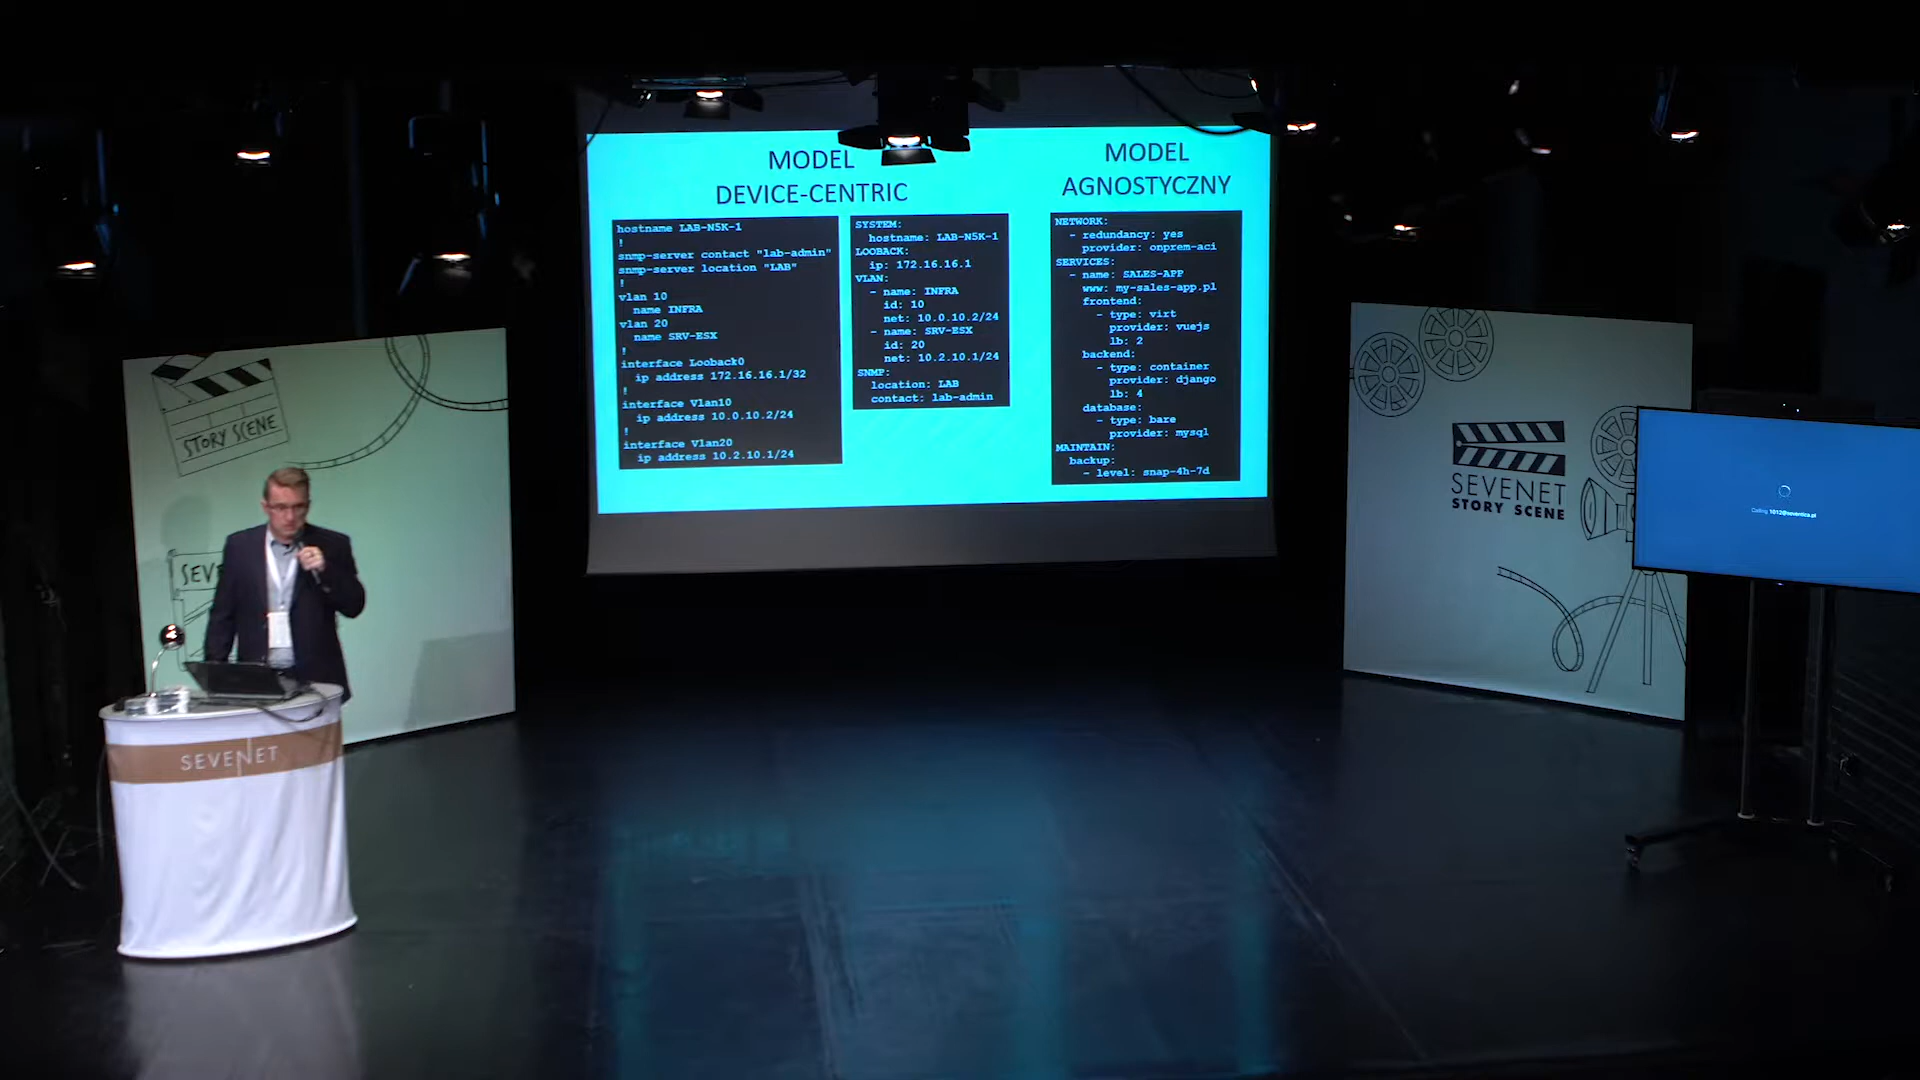 MODEL
DEVICE-CENTRIC
hostname LAB-N5K-1
!
snmp-server contact "lab-admin"
snmp-server location "LAB"
!
vlan 10
name INFRA
vlan 20
name SRV-ESX
!
interface Looback0
ip address 172.16.16.1/32
!
interface Vlan10
ip address 10.0.10.2/24
!
interface Vlan20
ip address 10.2.10.1/24
SYSTEM:
hostname: LAB-N5K-1
LOOBACK:
ip: 172.16.16.1
VLAN:
- name: INFRA
id: 10
net: 10.0.10.2/24
- name: SRV-ESX
id: 20
net: 10.2.10.1/24
SNMP:
location: LAB
contact: lab-admin
MODEL
AGNOSTYCZNY
NETWORK:
- redundancy: yes
provider: onprem-aci
SERVICES:
- name: SALES-APP
www: my-sales-app.pl
frontend:
- type: virt
provider: vuejs
lb: 2
backend:
- type: container
provider: django
lb: 4
database:
- type: bare
provider: mysql
MAINTAIN:
backup:
- level: snap-4h-7d
STORY SCENE
SEVE
SEVENET
SEVENET
STORY SCENE
Calling 1012@seventica.pl